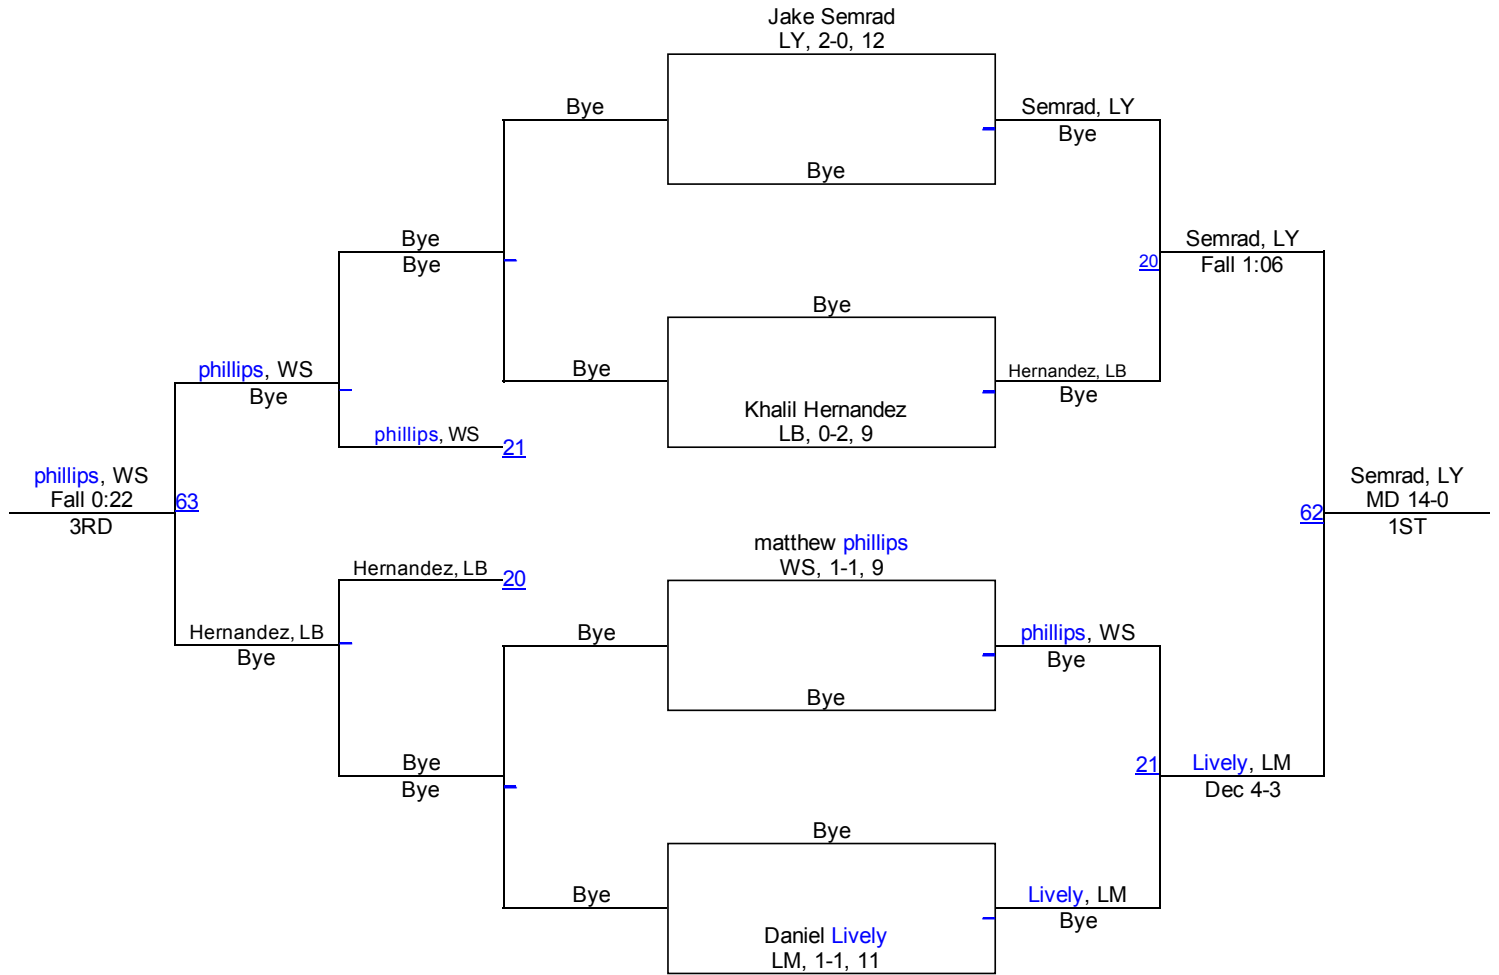 Jake Semrad
LY, 2-0, 12
Bye
Semrad, LY
Bye
Bye
Bye
Bye
Semrad, LY
20
Fall 1:06
Bye
phillips, WS
Bye
Bye
Hernandez, LB
Bye
Khalil Hernandez
LB, 0-2, 9
phillips, WS
21
phillips, WS
Fall 0:22
63
3RD
Semrad, LY
MD 14-0
62
1ST
matthew phillips
WS, 1-1, 9
Hernandez, LB
20
Hernandez, LB
Bye
Bye
phillips, WS
Bye
Bye
Bye
Bye
21
Lively, LM
Dec 4-3
Bye
Bye
Lively, LM
Bye
Daniel Lively
LM, 1-1, 11